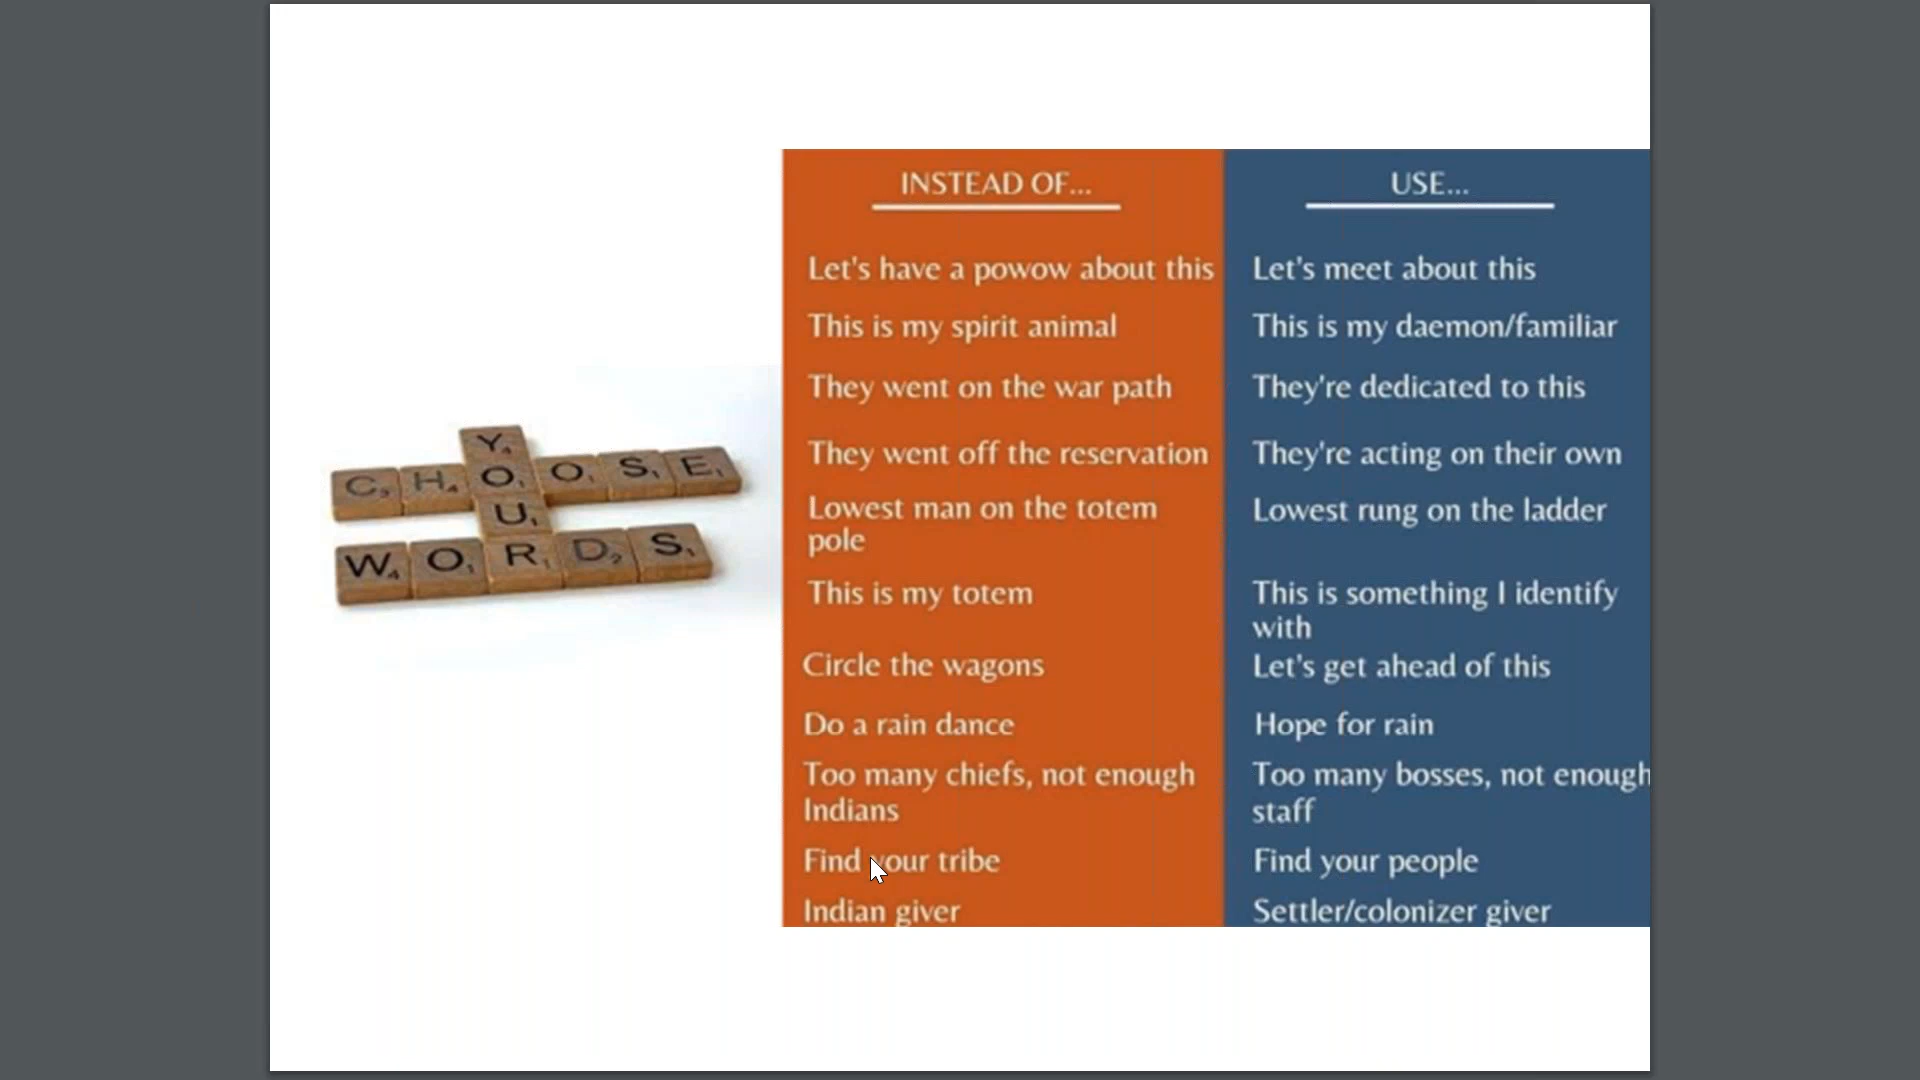 CHOOSE
YOUR
WORDS
INSTEAD OF...
Let's have a powow about this
This is my spirit animal
They went on the war path
They went off the reservation
Lowest man on the totem
pole
This is my totem
Circle the wagons
Do a rain dance
Too many chiefs, not enough
Indians
Find your tribe
Indian giver
USE...
Let's meet about this
This is my daemon/familiar
They're dedicated to this
They're acting on their own
Lowest rung on the ladder
This is something I identify
with
Let's get ahead of this
Hope for rain
Too many bosses, not enough
staff
Find your people
Settler/colonizer giver